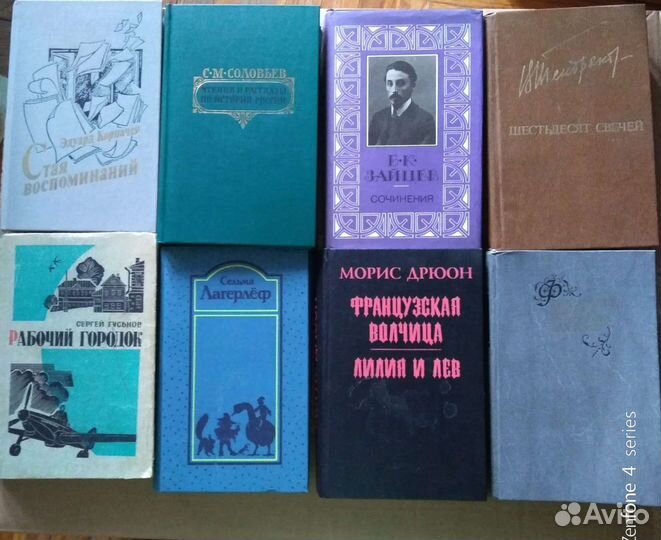 Эдуард Корпачев
Стая
воспоминаний
С·М·СОЛОВЬЕВ
ЧТЕНИЯ И РАССКАЗЫ
ПО ИСТОРИИ РОССИИ
Б·К·
ЗАЙЦЕВ
СОЧИНЕНИЯ
В. Тендряков
ШЕСТЬДЕСЯТ СВЕЧЕЙ
СЕРГЕЙ ГУСЬКОВ
РАБОЧИЙ ГОРОДОК
Сельма
Лагерлёф
МОРИС ДРЮОН
ФРАНЦУЗСКАЯ
ВОЛЧИЦА
ЛИЛИЯ И ЛЕВ
Zenfone 4 series
Avito